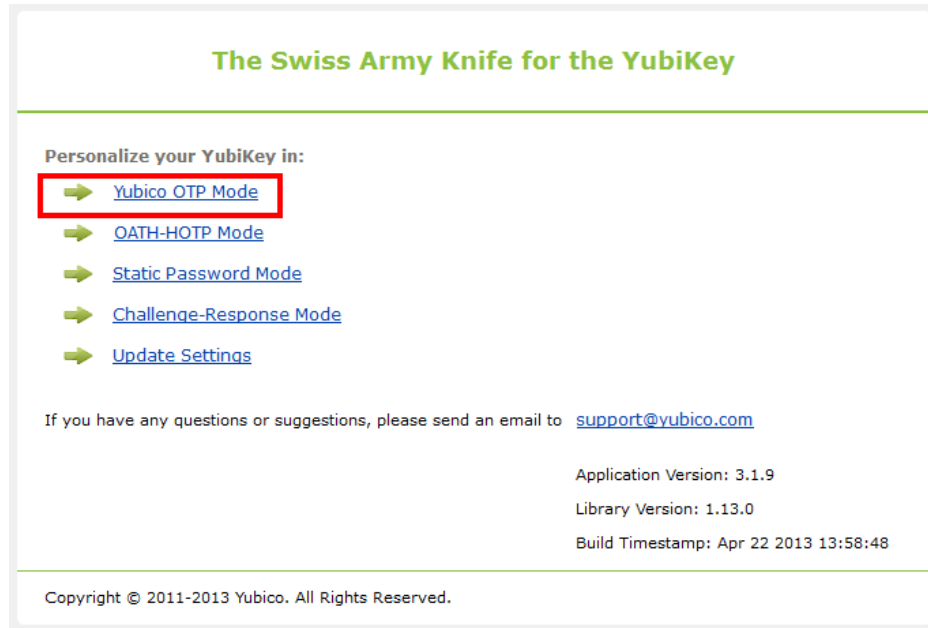 The Swiss Army Knife for the YubiKey
Personalize your YubiKey in:
Yubico OTP Mode
OATH-HOTP Mode
Static Password Mode
Challenge-Response Mode
Update Settings
If you have any questions or suggestions, please send an email to support@yubico.com
Application Version: 3.1.9
Library Version: 1.13.0
Build Timestamp: Apr 22 2013 13:58:48
Copyright © 2011-2013 Yubico. All Rights Reserved.